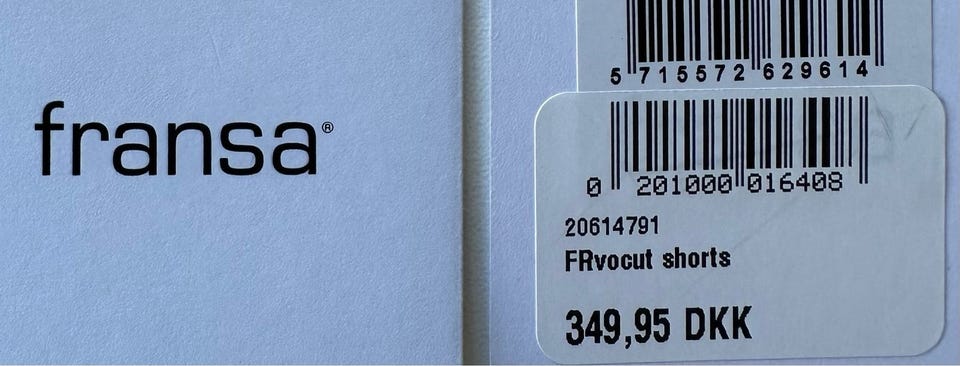 fransa®
5 715572 629614
0 201000 016408
20614791
FRvocut shorts
349,95 DKK